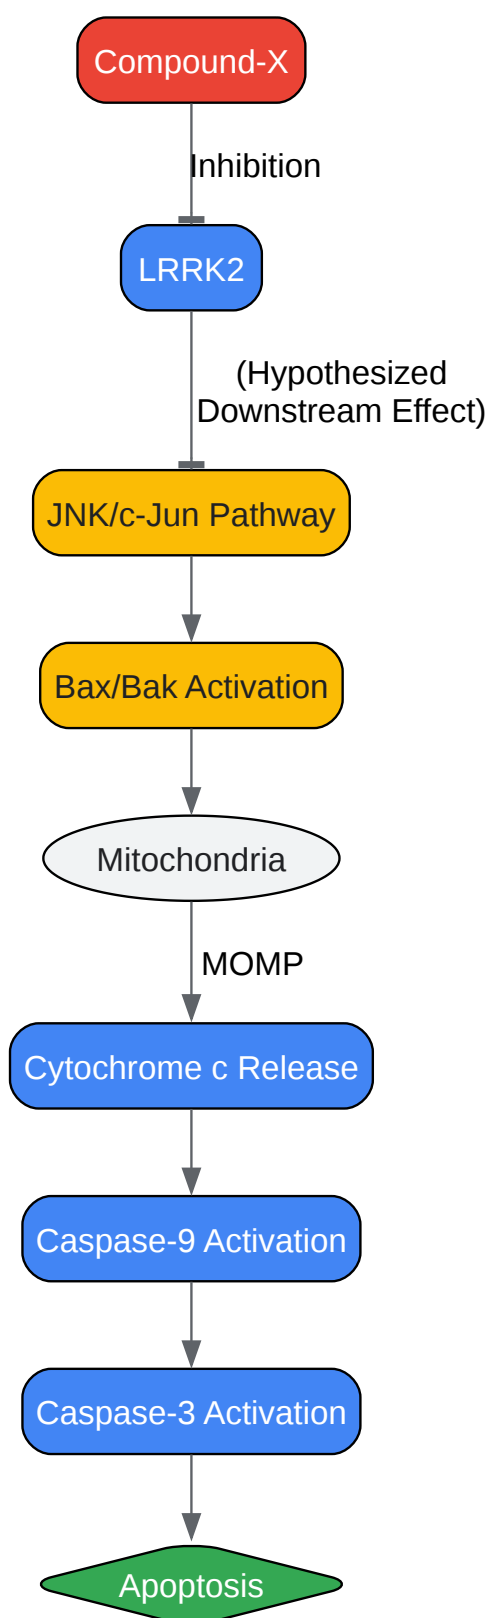 Compound-X
Inhibition
LRRK2
(Hypothesized
Downstream Effect)
JNK/c-Jun Pathway
Bax/Bak Activation
Mitochondria
MOMP
Cytochrome c Release
Caspase-9 Activation
Caspase-3 Activation
Apoptosis